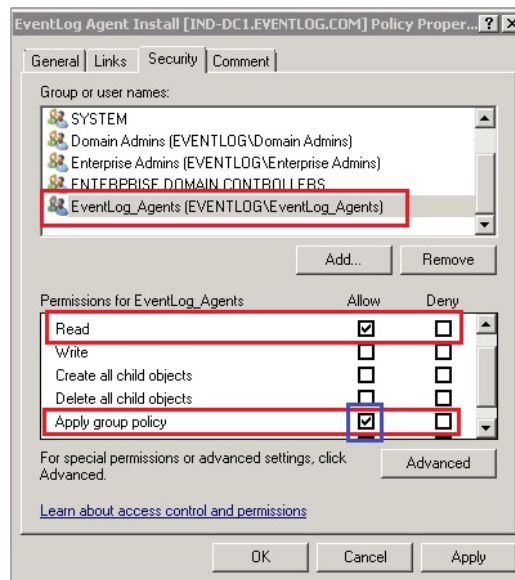 EventLog Agent Install [IND-DC1.EVENTLOG.COM] Policy Proper... ? X
General Links Security Comment
Group or user names:
SYSTEM
Domain Admins (EVENTLOG\Domain Admins)
Enterprise Admins (EVENTLOG\Enterprise Admins)
ENTERPRISE DOMAIN CONTROLLERS
EventLog_Agents (EVENTLOG\EventLog_Agents)
Add... Remove
Permissions for EventLog_Agents Allow Deny
Read
Write
Create all child objects
Delete all child objects
Apply group policy
For special permissions or advanced settings, click
Advanced.
Advanced
Learn about access control and permissions
OK Cancel Apply